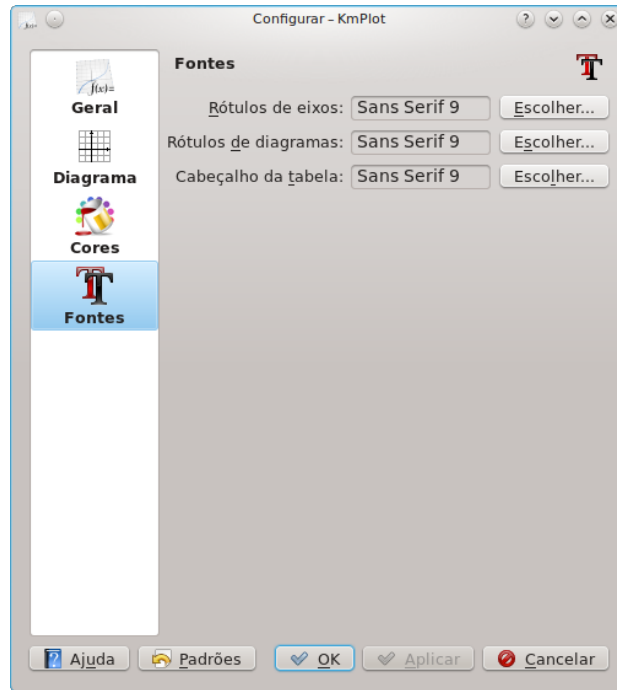 Configurar – KmPlot
Geral
Diagrama
Cores
Fontes
Fontes
Rótulos de eixos: Sans Serif 9 Escolher...
Rótulos de diagramas: Sans Serif 9 Escolher...
Cabeçalho da tabela: Sans Serif 9 Escolher...
Ajuda Padrões OK Aplicar Cancelar